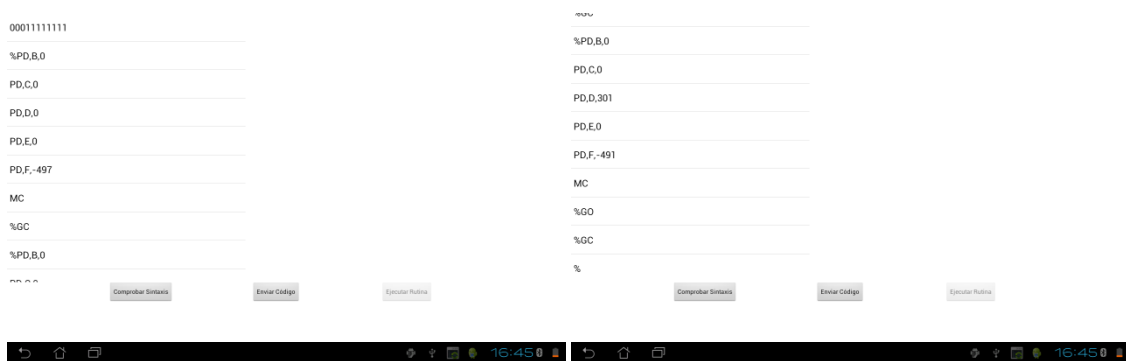 00011111111
%PD,B,0
PD,C,0
PD,D,0
PD,E,0
PD,F,-497
MC
%GC
%PD,B,0
Comprobar Sintaxis
Enviar Código
Ejecutar Rutina
16:45
%GC
%PD,B,0
PD,C,0
PD,D,301
PD,E,0
PD,F,-491
MC
%GO
%GC
%
Comprobar Sintaxis
Enviar Código
Ejecutar Rutina
16:45